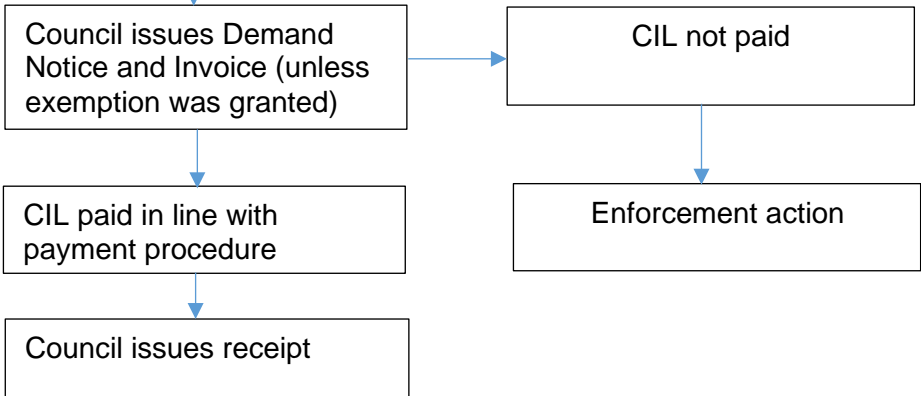 Council issues Demand
Notice and Invoice (unless
exemption was granted)
CIL not paid
CIL paid in line with
payment procedure
Enforcement action
Council issues receipt